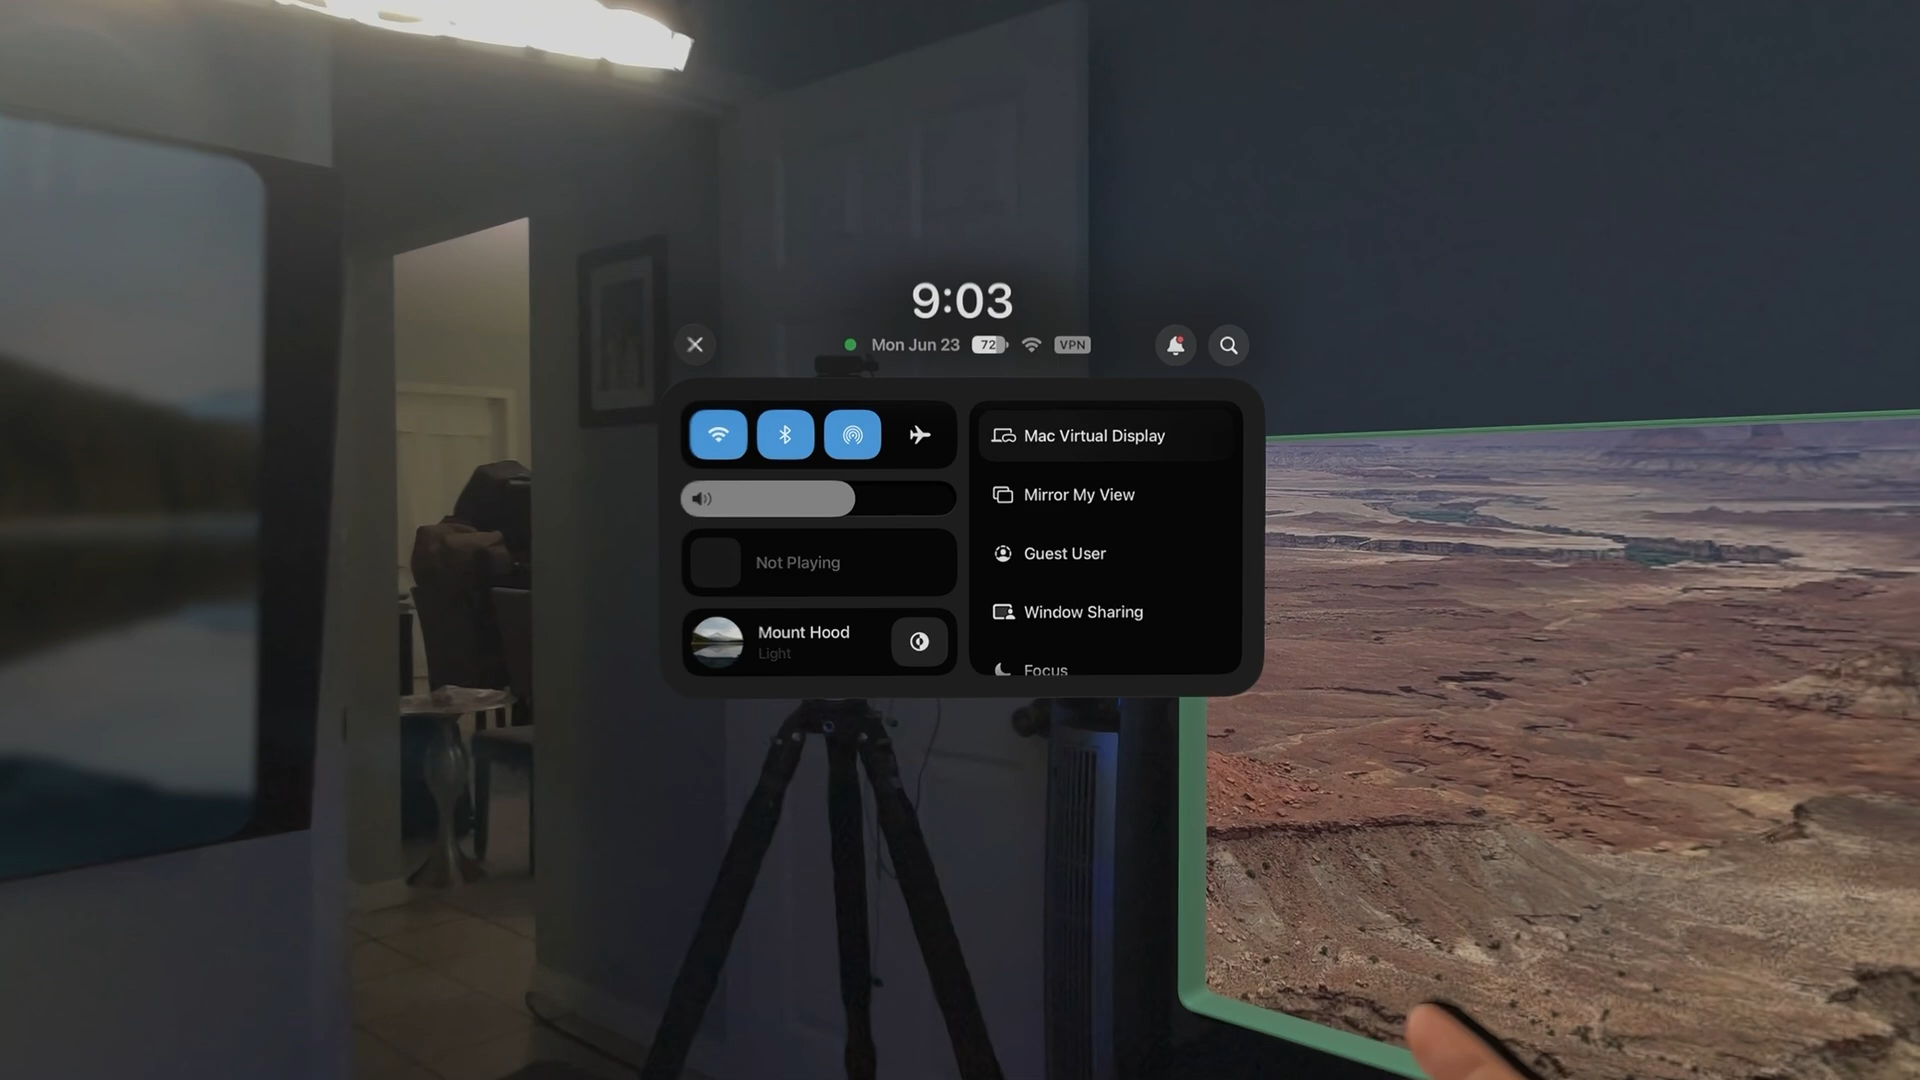 9:03
Mon Jun 23 72 VPN
Mac Virtual Display
Mirror My View
Guest User
Window Sharing
Focus
Not Playing
Mount Hood
Light